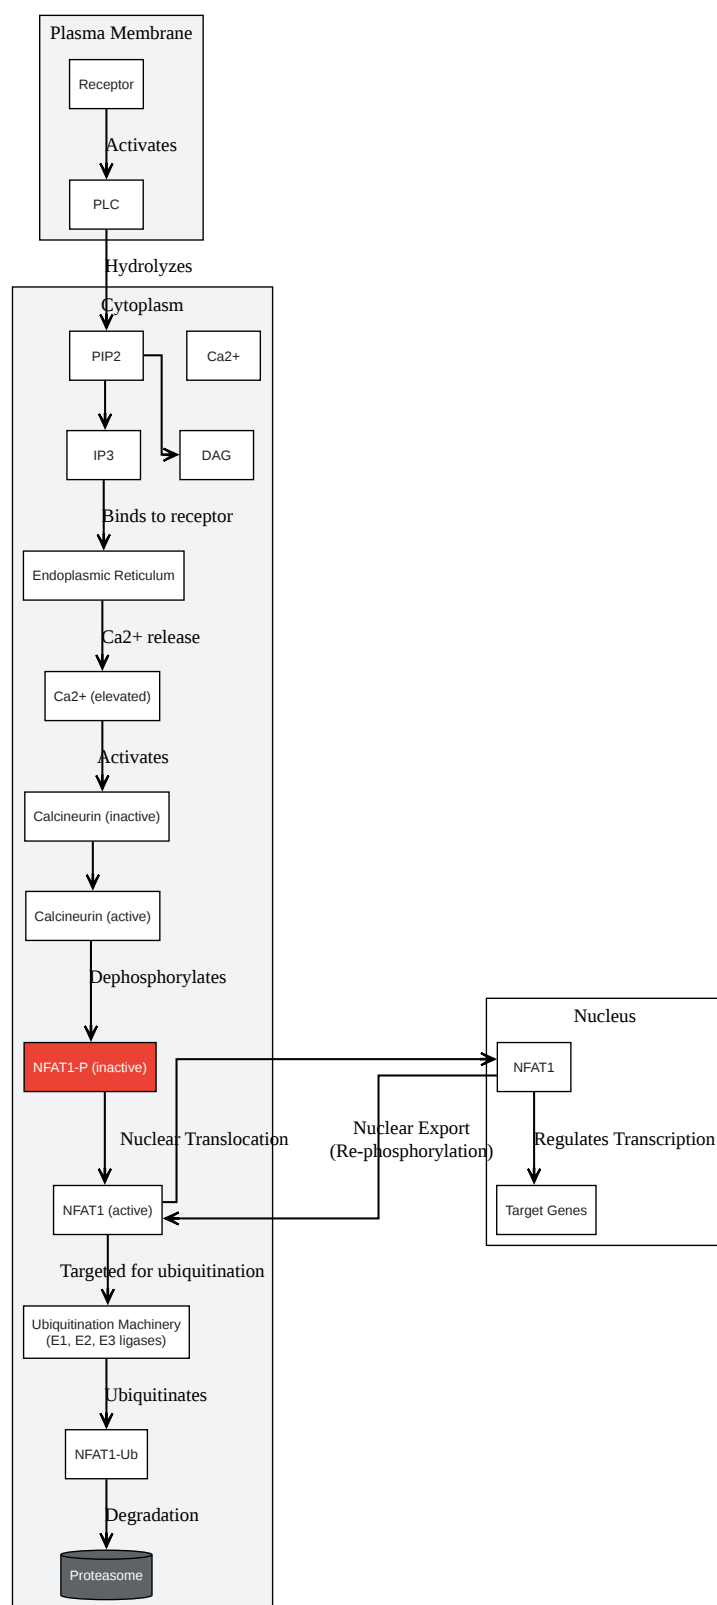 Plasma Membrane
Receptor
Activates
PLC
Hydrolyzes
Cytoplasm
PIP2
Ca2+
IP3
DAG
Binds to receptor
Endoplasmic Reticulum
Ca2+ release
Ca2+ (elevated)
Activates
Calcineurin (inactive)
Calcineurin (active)
Dephosphorylates
Nucleus
NFAT1-P (inactive)
NFAT1
Nuclear Translocation
Nuclear Export
(Re-phosphorylation)
Regulates Transcription
NFAT1 (active)
Target Genes
Targeted for ubiquitination
Ubiquitination Machinery
(E1, E2, E3 ligases)
Ubiquitinates
NFAT1-Ub
Degradation
Proteasome